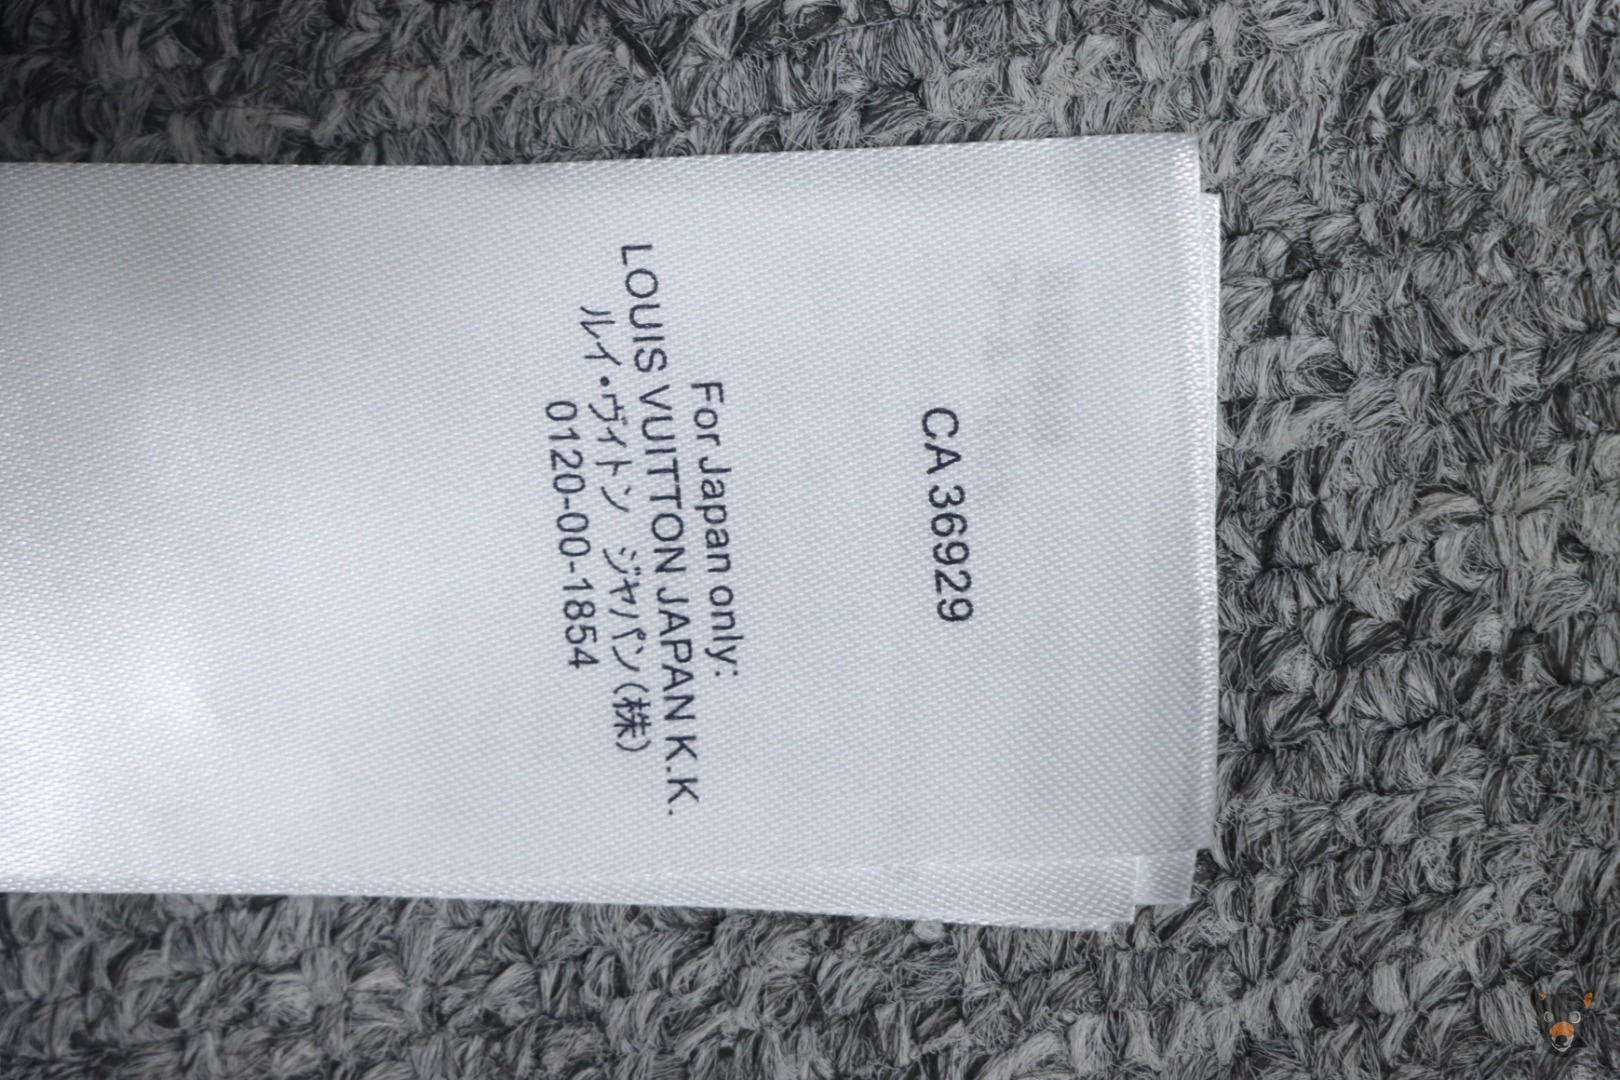 CA 36929
For Japan only:
LOUIS VUITTON JAPAN K.K.
ルイ・ヴィトン ジャパン(株)
0120-00-1854